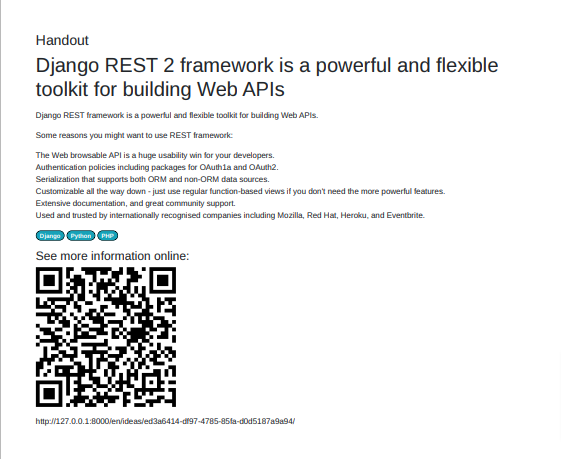 Handout
Django REST 2 framework is a powerful and flexible
toolkit for building Web APIs
Django REST framework is a powerful and flexible toolkit for building Web APIs.
Some reasons you might want to use REST framework:
The Web browsable API is a huge usability win for your developers.
Authentication policies including packages for OAuth1a and OAuth2.
Serialization that supports both ORM and non-ORM data sources.
Customizable all the way down - just use regular function-based views if you don't need the more powerful features.
Extensive documentation, and great community support.
Used and trusted by internationally recognised companies including Mozilla, Red Hat, Heroku, and Eventbrite.
Django Python PHP
See more information online:
http://127.0.0.1:8000/en/ideas/ed3a6414-df97-4785-85fa-d0d5187a9a94/